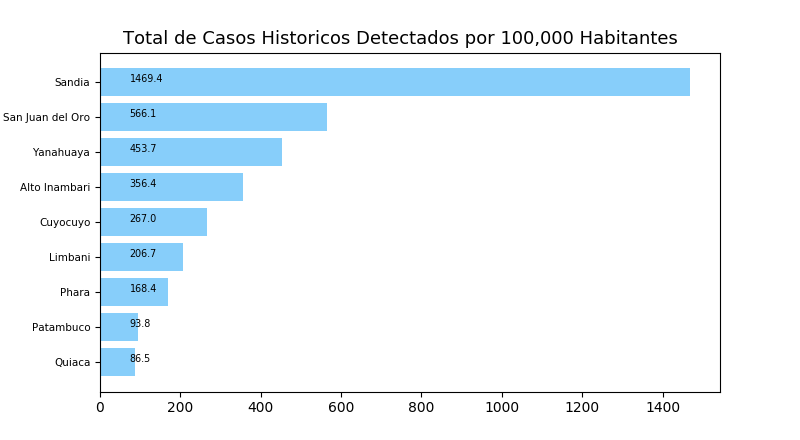 Total de Casos Historicos Detectados por 100,000 Habitantes
Sandia 1469.4
San Juan del Oro 566.1
Yanahuaya 453.7
Alto Inambari 356.4
Cuyocuyo 267.0
Limbani 206.7
Phara 168.4
Patambuco 93.8
Quiaca 86.5
0 200 400 600 800 1000 1200 1400